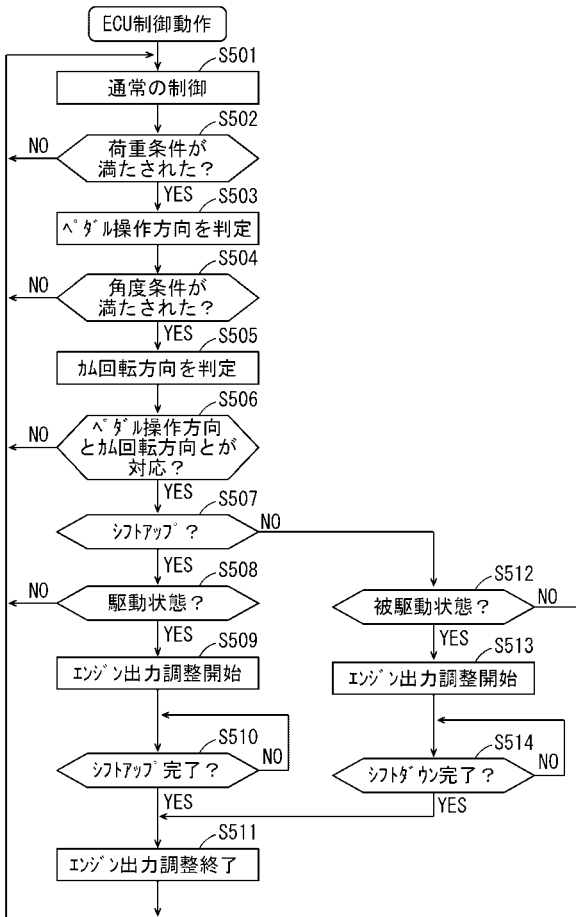 ECU制御動作
S501
通常の制御
S502
NO
荷重条件が
満たされた?
YES
S503
ﾍﾟﾀﾞﾙ操作方向を判定
S504
NO
角度条件が
満たされた?
YES
S505
ｶﾑ回転方向を判定
S506
NO
ﾍﾟﾀﾞﾙ操作方向
とｶﾑ回転方向とが
対応?
YES
S507
ｼﾌﾄｱｯﾌﾟ?
NO
YES
S508
NO
駆動状態?
YES
S512
被駆動状態?
NO
YES
S509
ｴﾝｼﾞﾝ出力調整開始
S513
ｴﾝｼﾞﾝ出力調整開始
S510
ｼﾌﾄｱｯﾌﾟ完了?
NO
YES
S514
ｼﾌﾄﾀﾞｳﾝ完了?
NO
YES
S511
ｴﾝｼﾞﾝ出力調整終了